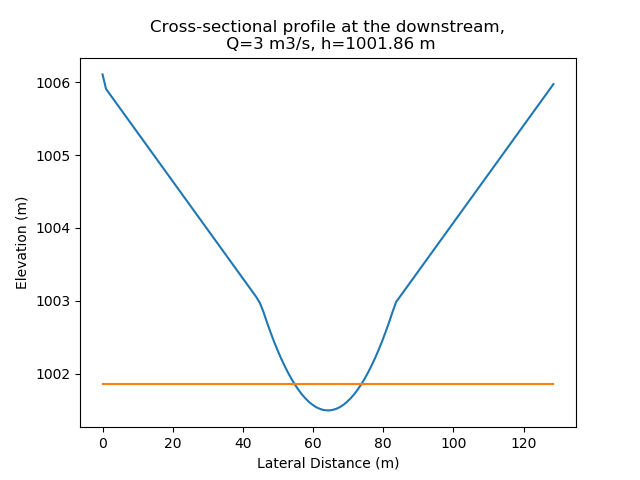 Cross-sectional profile at the downstream,
Q=3 m3/s, h=1001.86 m
1006
1005
1004
1003
1002
Elevation (m)
0 20 40 60 80 100 120
Lateral Distance (m)